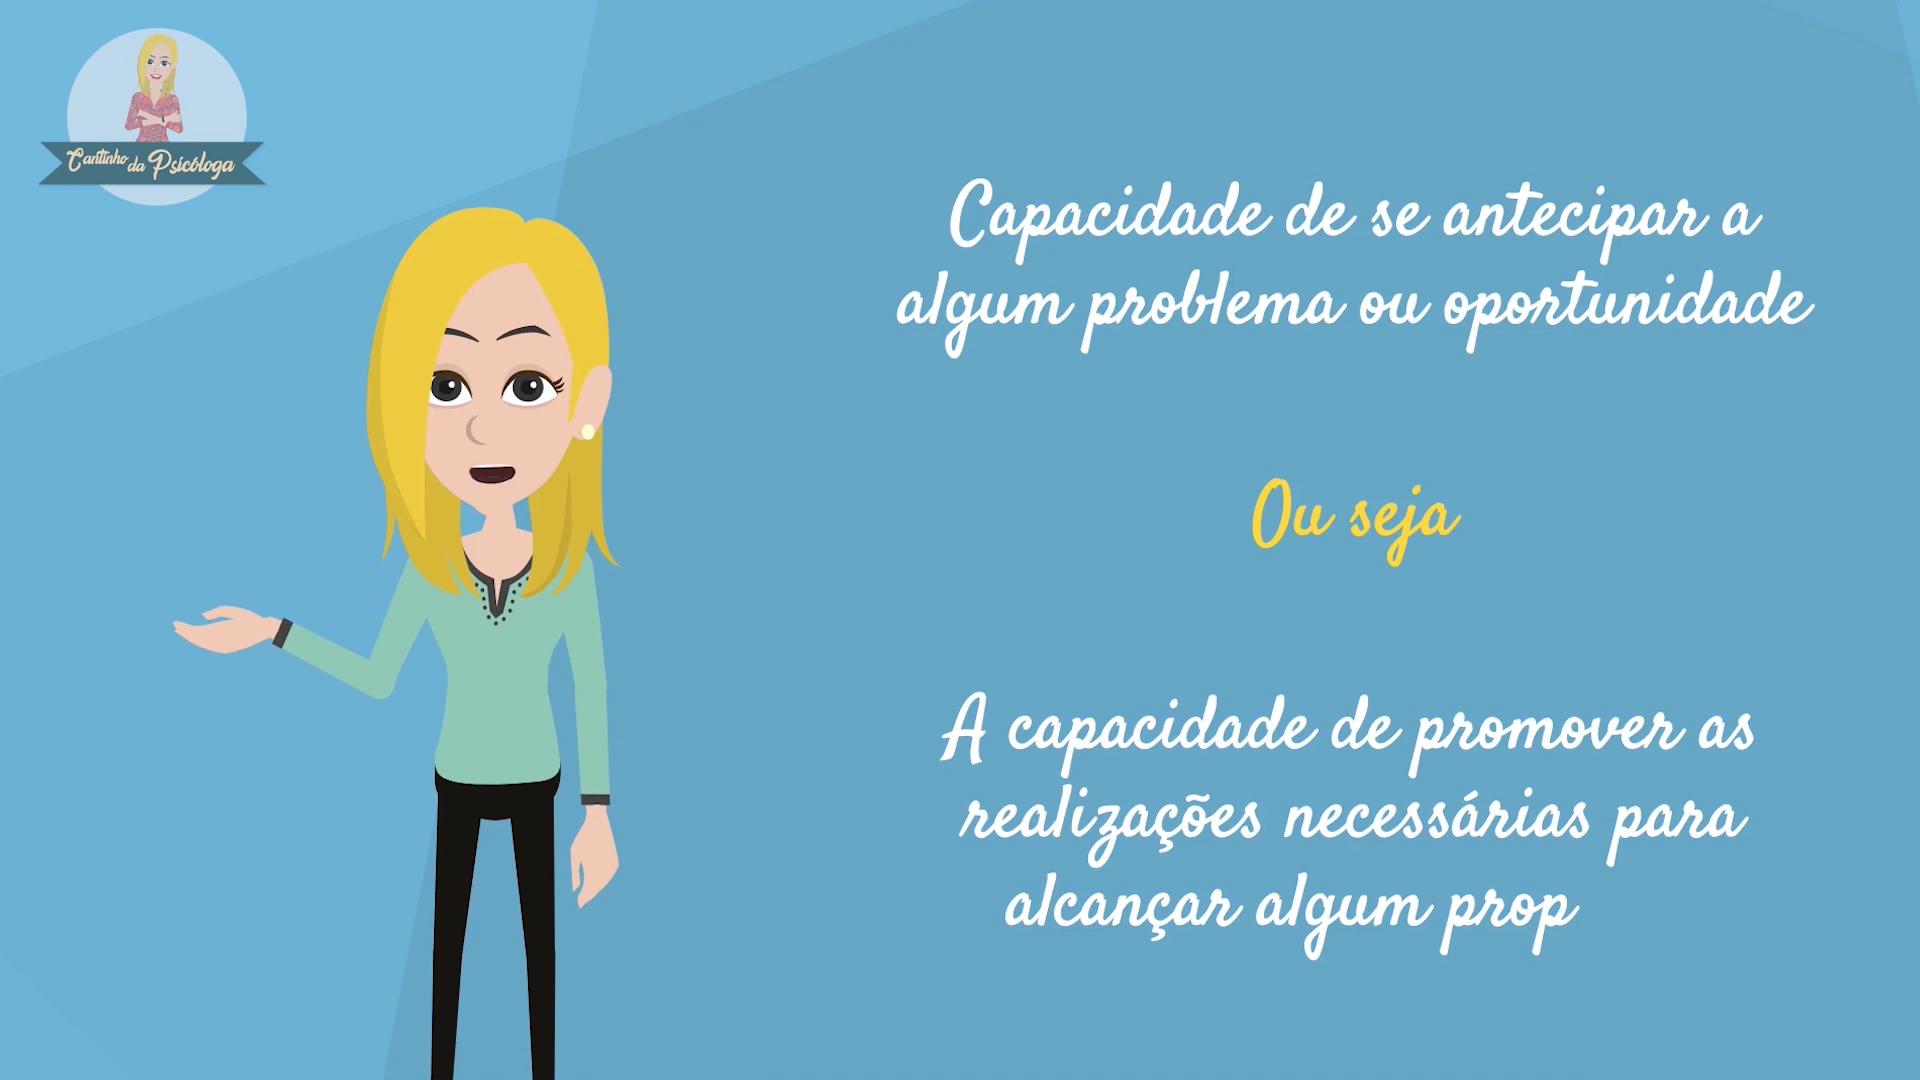 Cantinho da Psicóloga
Capacidade de se antecipar a
algum problema ou oportunidade
Ou seja
A capacidade de promover as
realizações necessárias para
alcançar algum prop